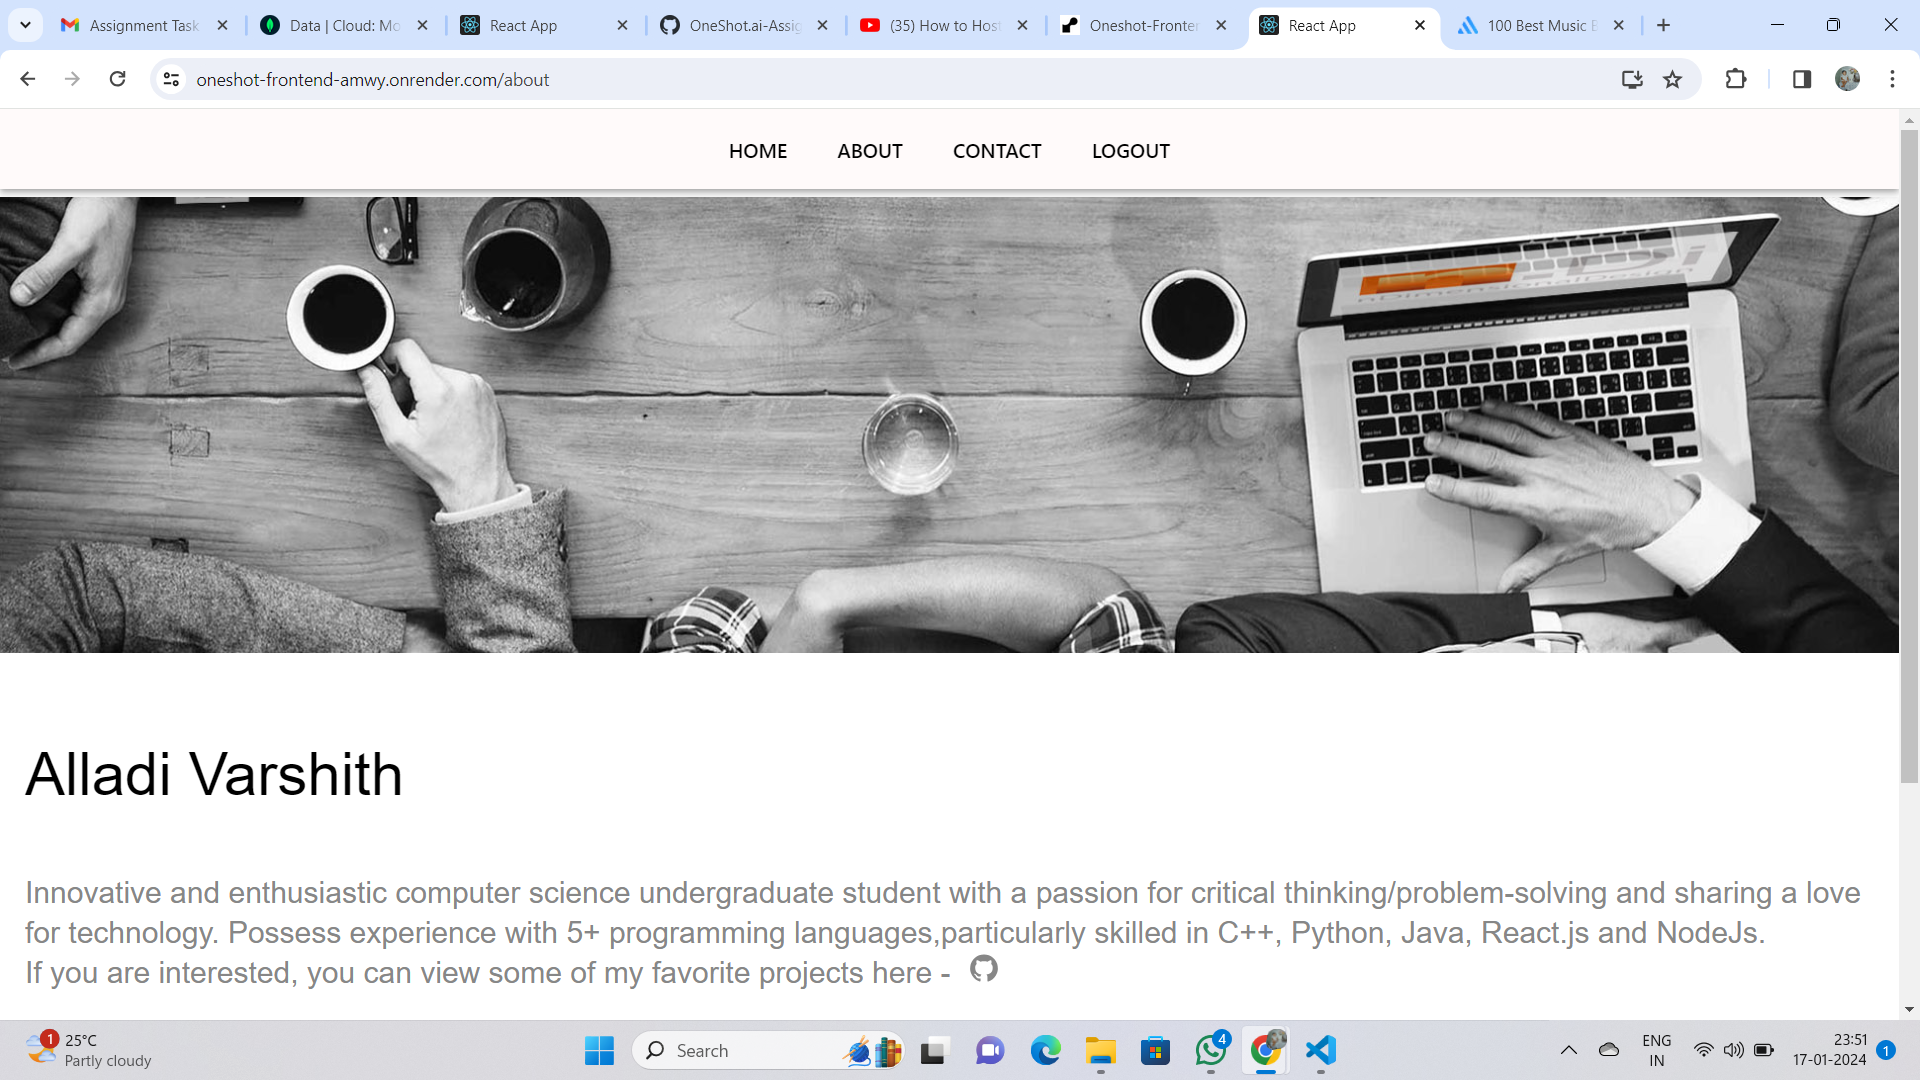 Assignment Task
Data | Cloud: Mo
React App
OneShot.ai-Assig
(35) How to Host
Oneshot-Fronter
React App
100 Best Music B
oneshot-frontend-amwy.onrender.com/about
HOME ABOUT CONTACT LOGOUT
Alladi Varshith
Innovative and enthusiastic computer science undergraduate student with a passion for critical thinking/problem-solving and sharing a love
for technology. Possess experience with 5+ programming languages,particularly skilled in C++, Python, Java, React.js and NodeJs.
If you are interested, you can view some of my favorite projects here -
1
25°C
Partly cloudy
Search
4
ENG
IN
23:51
17-01-2024
1